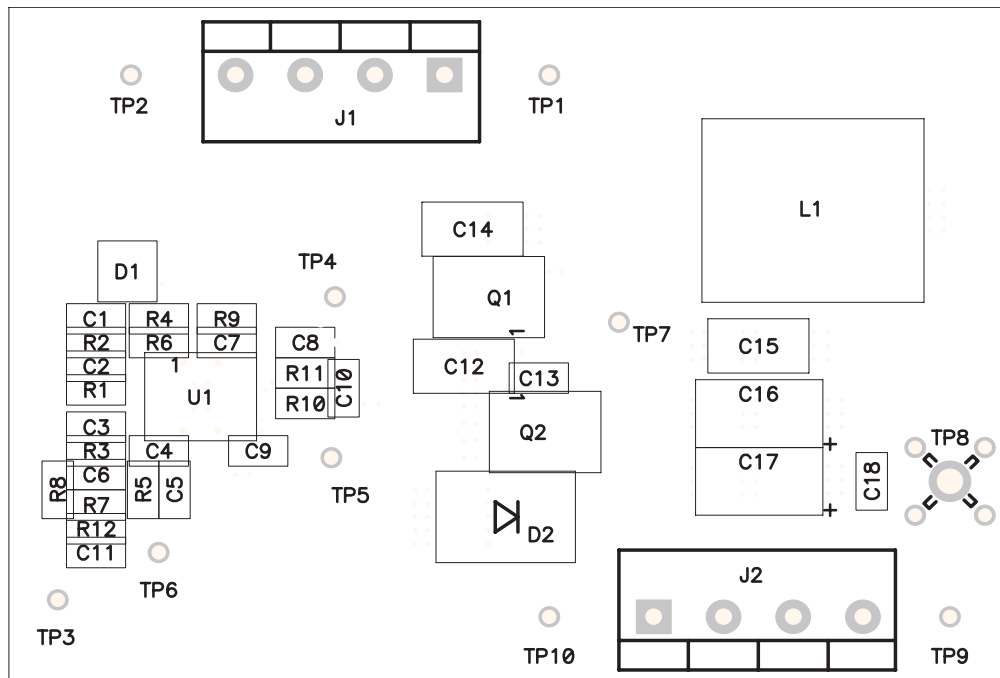 TP2
J1
TP1
L1
C14
D1
TP4
Q1
1
TP7
C1
R4
R9
R2
R6
C7
C8
C15
C2
1
R11
C10
C12
C13
R1
U1
R10
1
C16
C3
Q2
+
TP8
R3
C4
C9
C17
R8
C6
R5
C5
TP5
C18
R7
+
R12
D2
C11
TP6
J2
TP3
TP10
TP9